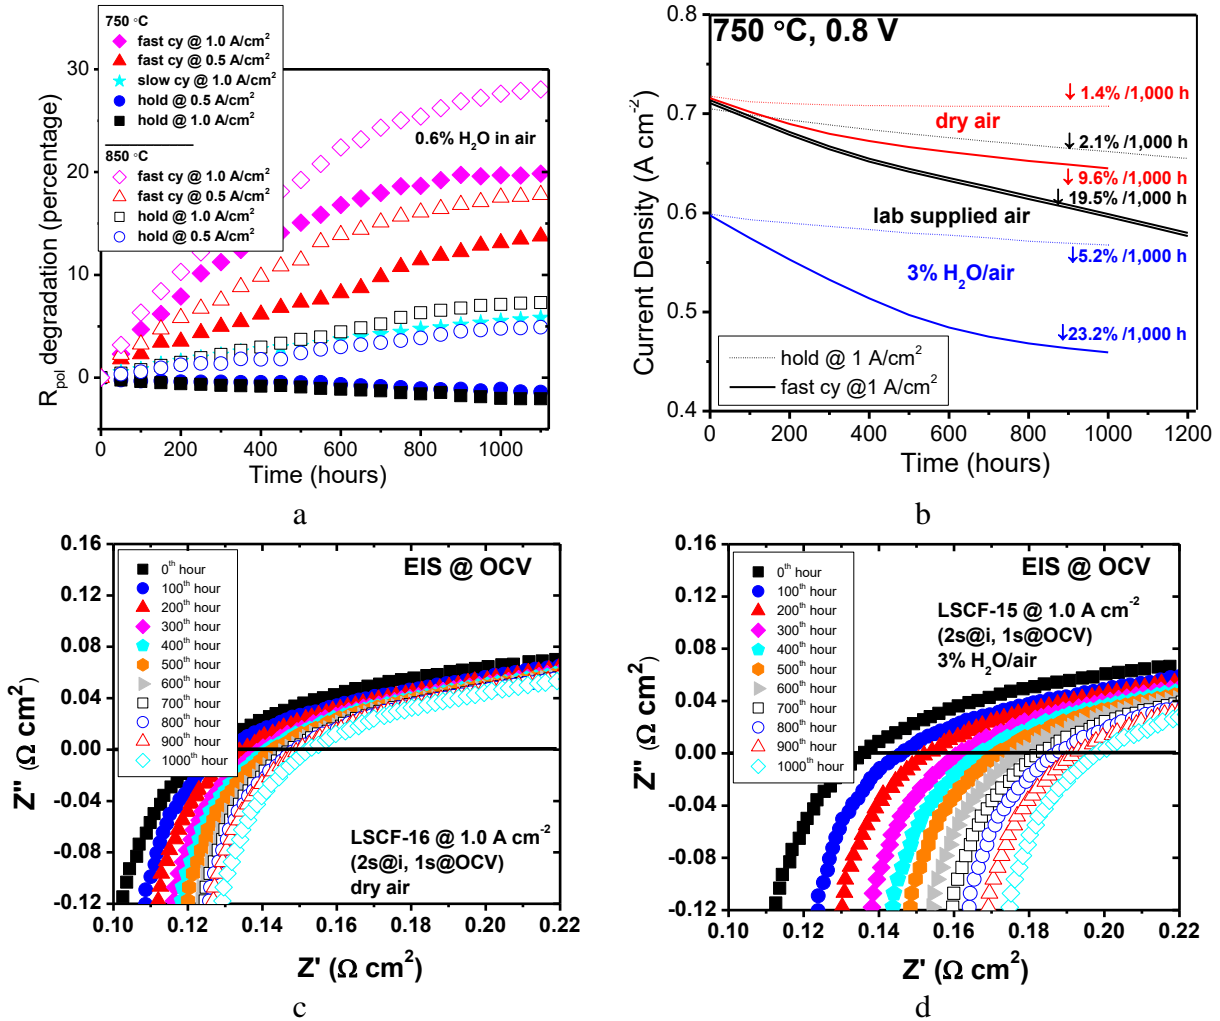 750 °C
fast cy @ 1.0 A/cm²
fast cy @ 0.5 A/cm²
slow cy @ 1.0 A/cm²
hold @ 0.5 A/cm²
hold @ 1.0 A/cm²
850 °C
fast cy @ 1.0 A/cm²
fast cy @ 0.5 A/cm²
hold @ 1.0 A/cm²
hold @ 0.5 A/cm²
0.6% H₂O in air
R_pol degradation (percentage)
30
20
10
0
0 200 400 600 800 1000
Time (hours)
a
750 °C, 0.8 V
↓ 1.4% /1,000 h
dry air
↓ 2.1% /1,000 h
↓ 9.6% /1,000 h
↓ 19.5% /1,000 h
lab supplied air
↓5.2% /1,000 h
3% H₂O/air
↓23.2% /1,000 h
hold @ 1 A/cm²
fast cy @1 A/cm²
Current Density (A cm⁻²)
0.8
0.7
0.6
0.5
0.4
0 200 400 600 800 1000 1200
Time (hours)
b
EIS @ OCV
0th hour
100th hour
200th hour
300th hour
400th hour
500th hour
600th hour
700th hour
800th hour
900th hour
1000th hour
LSCF-16 @ 1.0 A cm⁻²
(2s@i, 1s@OCV)
dry air
Z" (Ω cm²)
0.16
0.12
0.08
0.04
0.00
-0.04
-0.08
-0.12
0.10 0.12 0.14 0.16 0.18 0.20 0.22
Z' (Ω cm²)
c
EIS @ OCV
0th hour
100th hour
200th hour
300th hour
400th hour
500th hour
600th hour
700th hour
800th hour
900th hour
1000th hour
LSCF-15 @ 1.0 A cm⁻²
(2s@i, 1s@OCV)
3% H₂O/air
Z" (Ω cm²)
0.16
0.12
0.08
0.04
0.00
-0.04
-0.08
-0.12
0.10 0.12 0.14 0.16 0.18 0.20 0.22
Z' (Ω cm²)
d